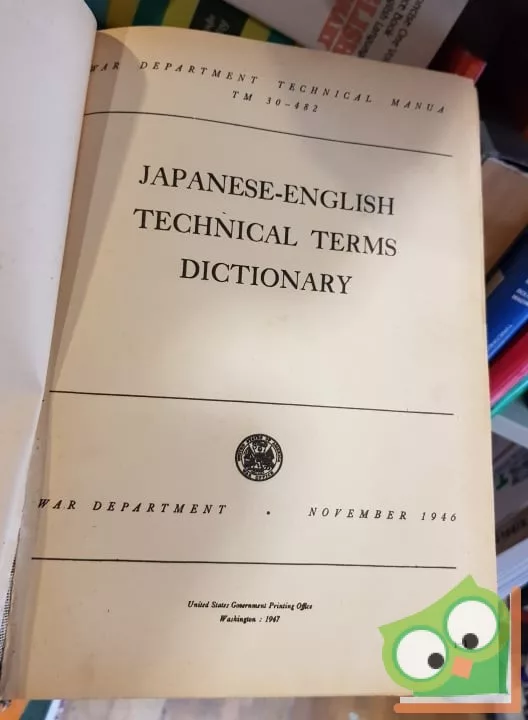 WAR DEPARTMENT TECHNICAL MANUA
TM 30-482
JAPANESE-ENGLISH
TECHNICAL TERMS
DICTIONARY
WAR DEPARTMENT • NOVEMBER 1946
United States Government Printing Office
Washington : 1947